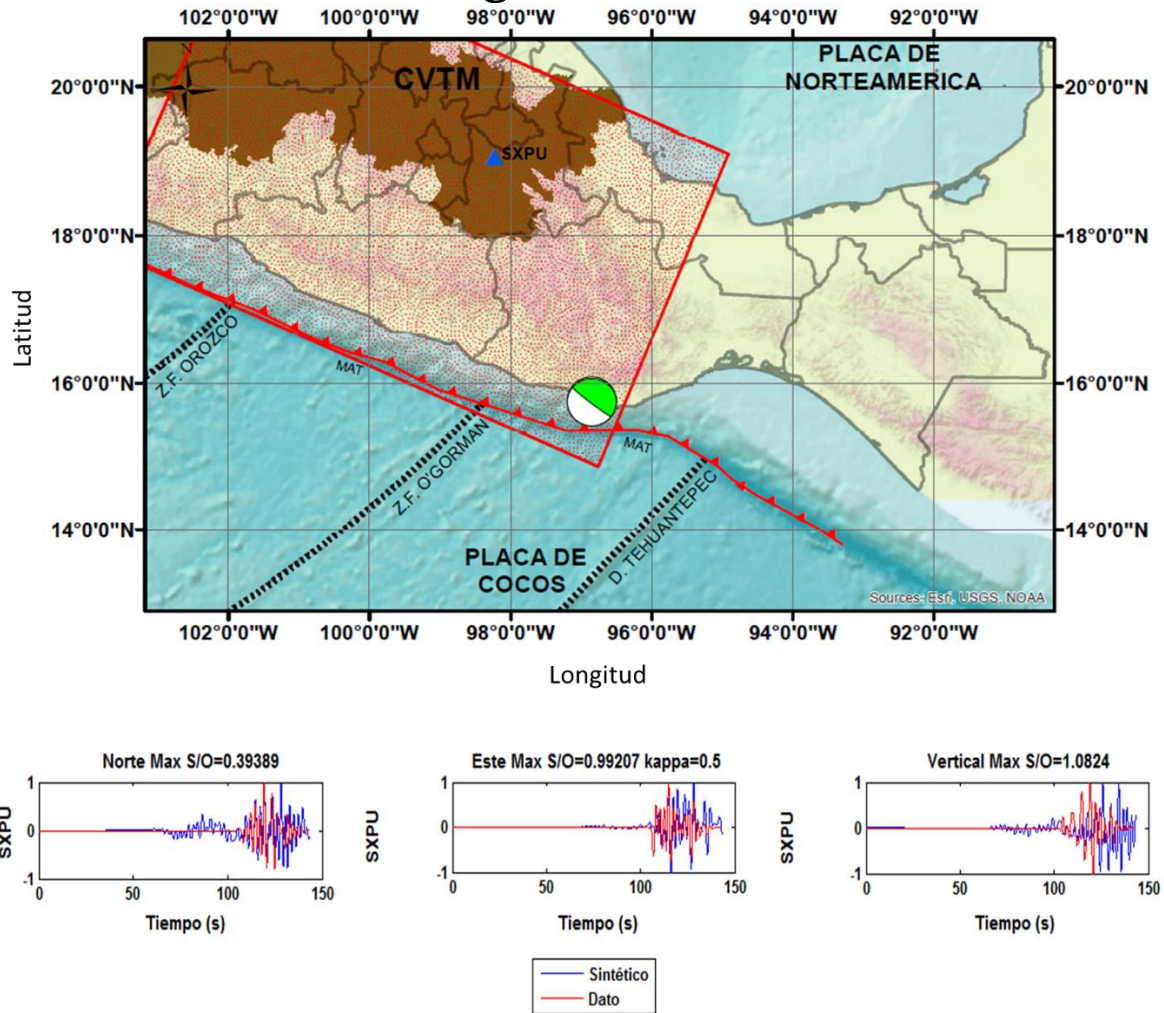 102°0'0"W 100°0'0"W 98°0'0"W 96°0'0"W 94°0'0"W 92°0'0"W
N
CVTM
PLACA DE
NORTEAMERICA
20°0'0"N
20°0'0"N
SXPU
18°0'0"N
18°0'0"N
Latitud
Z.F. OROZCO
MAT
16°0'0"N
16°0'0"N
Z.F. O'GORMAN
MAT
14°0'0"N
14°0'0"N
PLACA DE
COCOS
D. TEHUANTEPEC
Sources: Esri, USGS, NOAA
102°0'0"W 100°0'0"W 98°0'0"W 96°0'0"W 94°0'0"W 92°0'0"W
Longitud
Norte Max S/O=0.39389
SXPU
1
0
-1
0 50 100 150
Tiempo (s)
Este Max S/O=0.99207 kappa=0.5
SXPU
1
0
-1
0 50 100 150
Tiempo (s)
Vertical Max S/O=1.0824
SXPU
1
0
-1
0 50 100 150
Tiempo (s)
Sintético
Dato